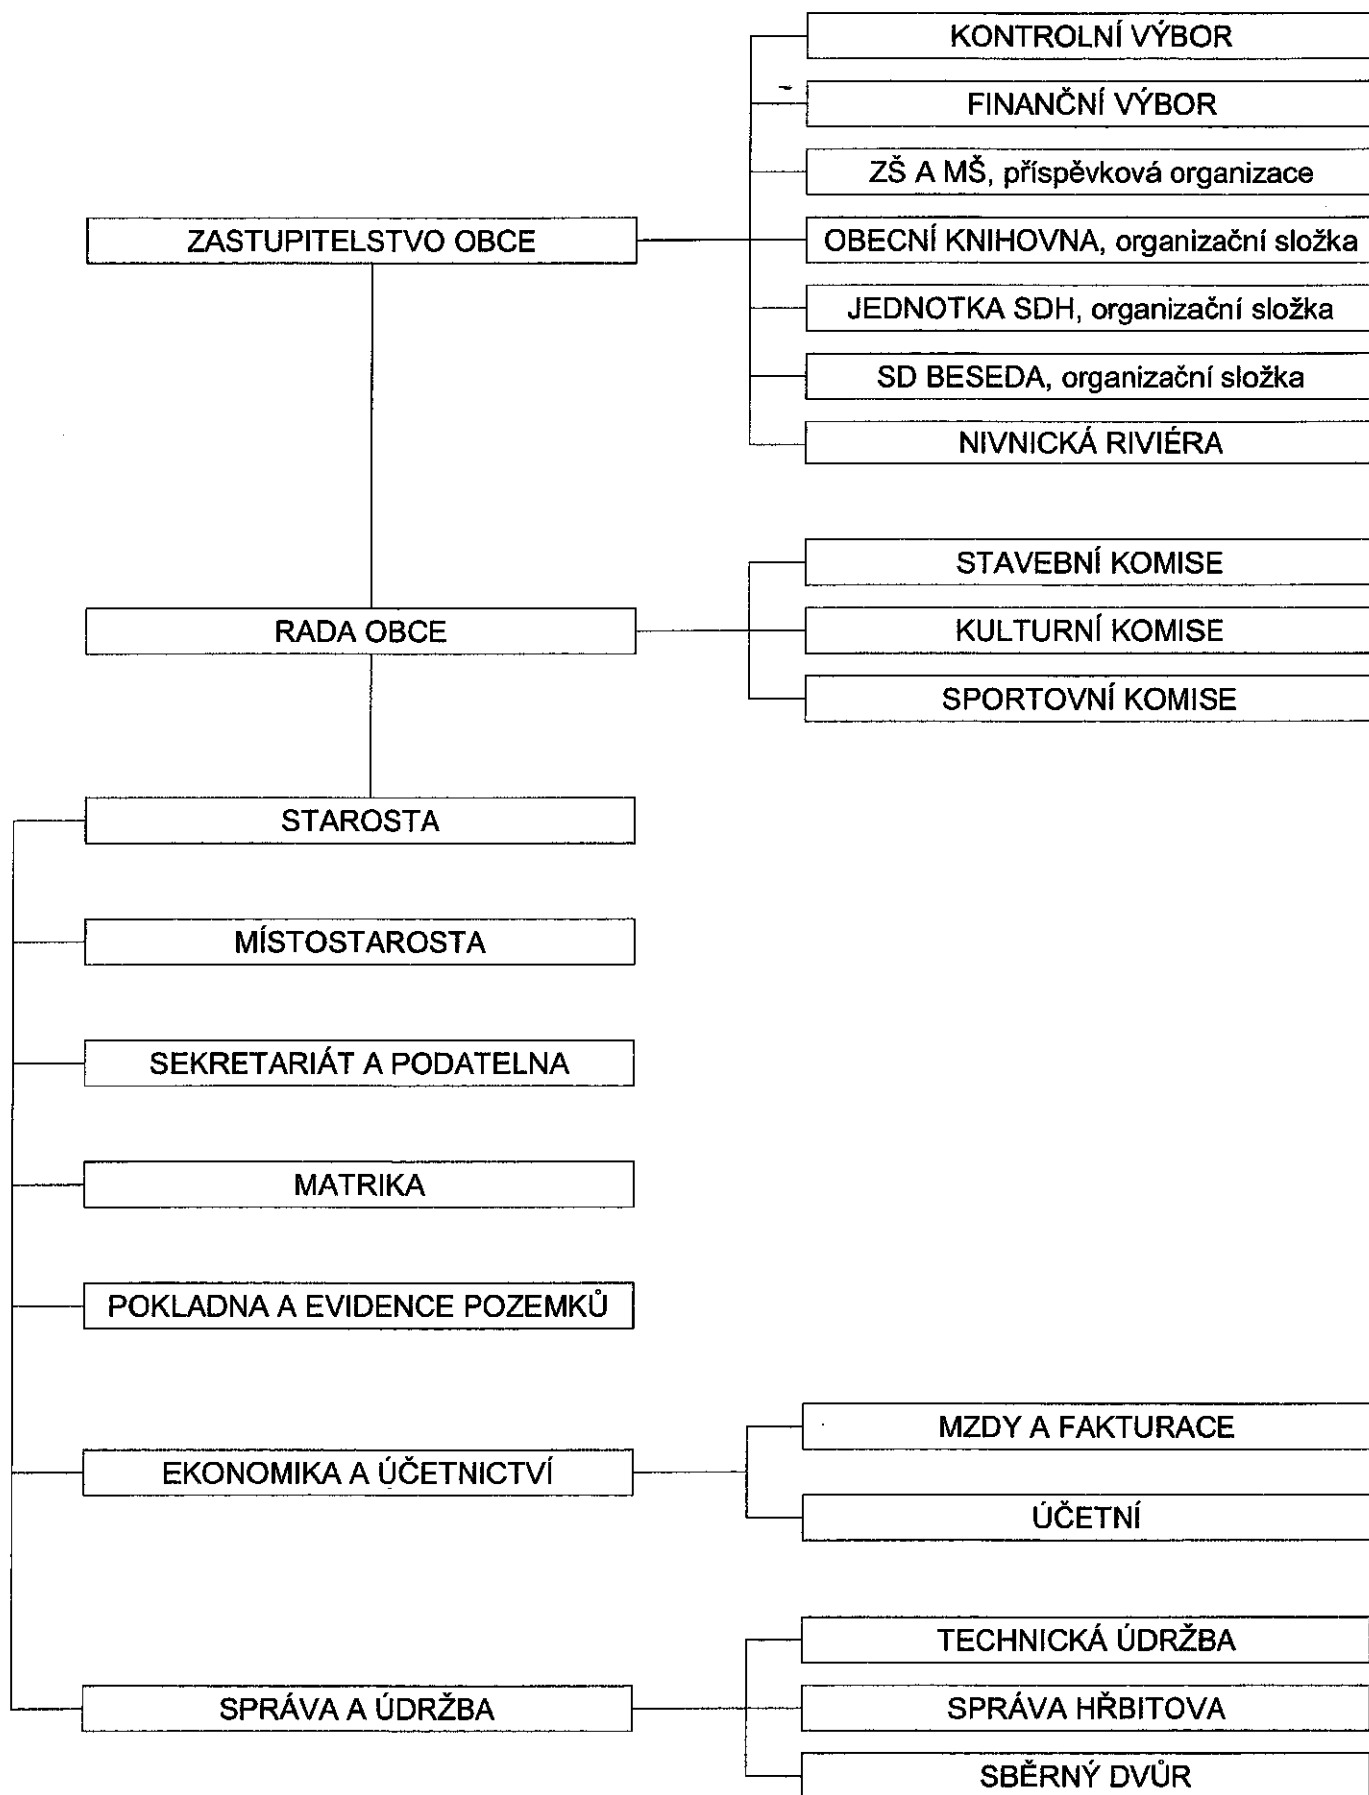 KONTROLNÍ VÝBOR
FINANČNÍ VÝBOR
ZŠ A MŠ, příspěvková organizace
ZASTUPITELSTVO OBCE
OBECNÍ KNIHOVNA, organizační složka
JEDNOTKA SDH, organizační složka
SD BESEDA, organizační složka
NIVNICKÁ RIVIÉRA
STAVEBNÍ KOMISE
RADA OBCE
KULTURNÍ KOMISE
SPORTOVNÍ KOMISE
STAROSTA
MÍSTOSTAROSTA
SEKRETARIÁT A PODATELNA
MATRIKA
POKLADNA A EVIDENCE POZEMKŮ
MZDY A FAKTURACE
EKONOMIKA A ÚČETNICTVÍ
ÚČETNÍ
TECHNICKÁ ÚDRŽBA
SPRÁVA A ÚDRŽBA
SPRÁVA HŘBITOVA
SBĚRNÝ DVŮR